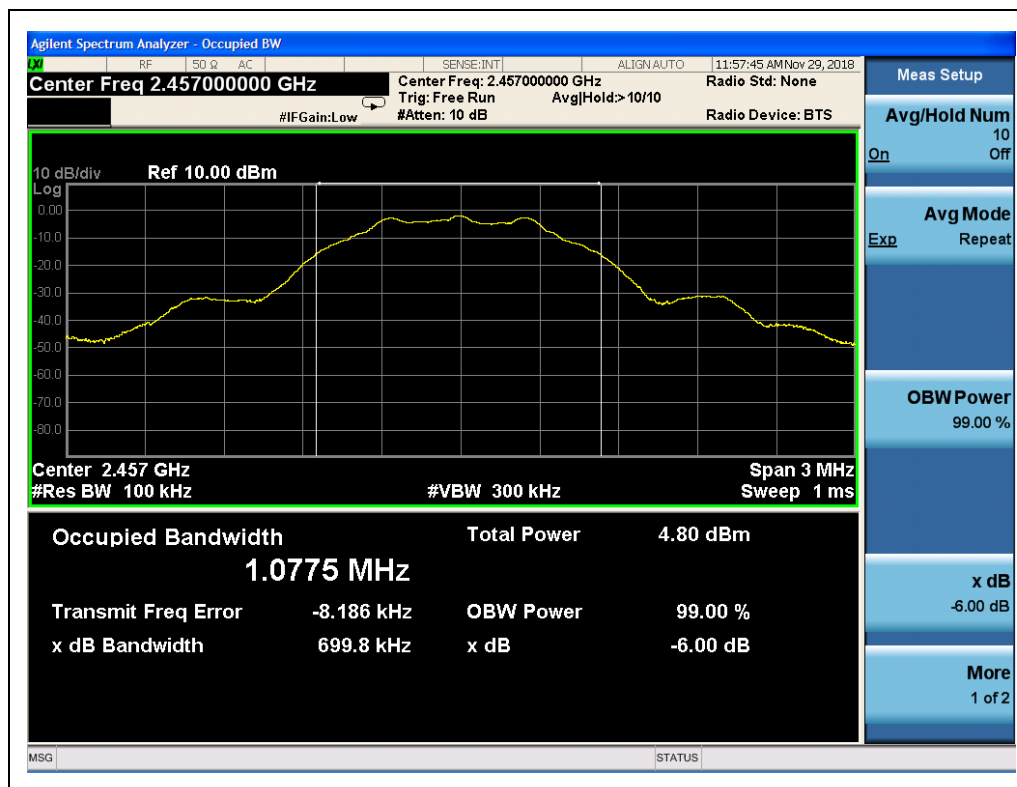 Agilent Spectrum Analyzer - Occupied BW
LXI RF 50 Ω AC SENSE:INT ALIGN AUTO 11:57:45 AM Nov 29, 2018
Center Freq 2.457000000 GHz
Center Freq: 2.457000000 GHz Radio Std: None
Trig: Free Run Avg|Hold:> 10/10
#IFGain:Low #Atten: 10 dB Radio Device: BTS
10 dB/div Ref 10.00 dBm
Log
0.00
-10.0
-20.0
-30.0
-40.0
-50.0
-60.0
-70.0
-80.0
Center 2.457 GHz Span 3 MHz
#Res BW 100 kHz #VBW 300 kHz Sweep 1 ms
Occupied Bandwidth Total Power 4.80 dBm
1.0775 MHz
Transmit Freq Error -8.186 kHz OBW Power 99.00 %
x dB Bandwidth 699.8 kHz x dB -6.00 dB
Meas Setup
Avg/Hold Num
10
On Off
Avg Mode
Exp Repeat
OBW Power
99.00 %
x dB
-6.00 dB
More
1 of 2
MSG STATUS